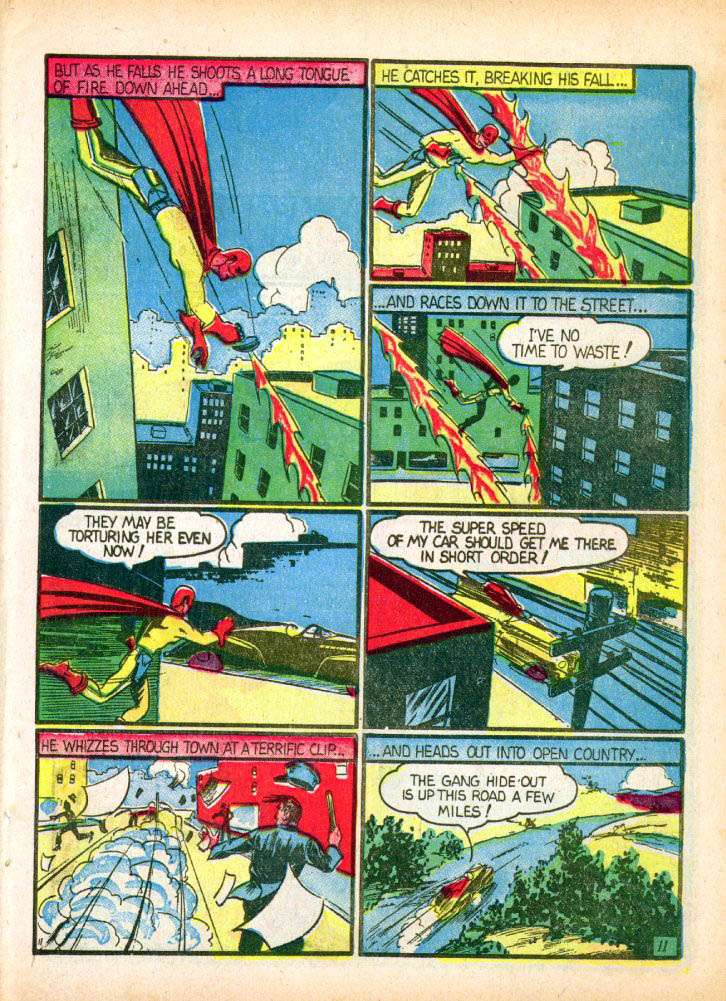 BUT AS HE FALLS HE SHOOTS A LONG TONGUE
OF FIRE DOWN AHEAD...
HE CATCHES IT, BREAKING HIS FALL...
...AND RACES DOWN IT TO THE STREET...
I'VE NO
TIME TO WASTE!
THEY MAY BE
TORTURING HER EVEN
NOW!
THE SUPER SPEED
OF MY CAR SHOULD GET ME THERE
IN SHORT ORDER!
HE WHIZZES THROUGH TOWN AT A TERRIFIC CLIP..
...AND HEADS OUT INTO OPEN COUNTRY...
THE GANG HIDE-OUT
IS UP THIS ROAD A FEW
MILES!
11
11